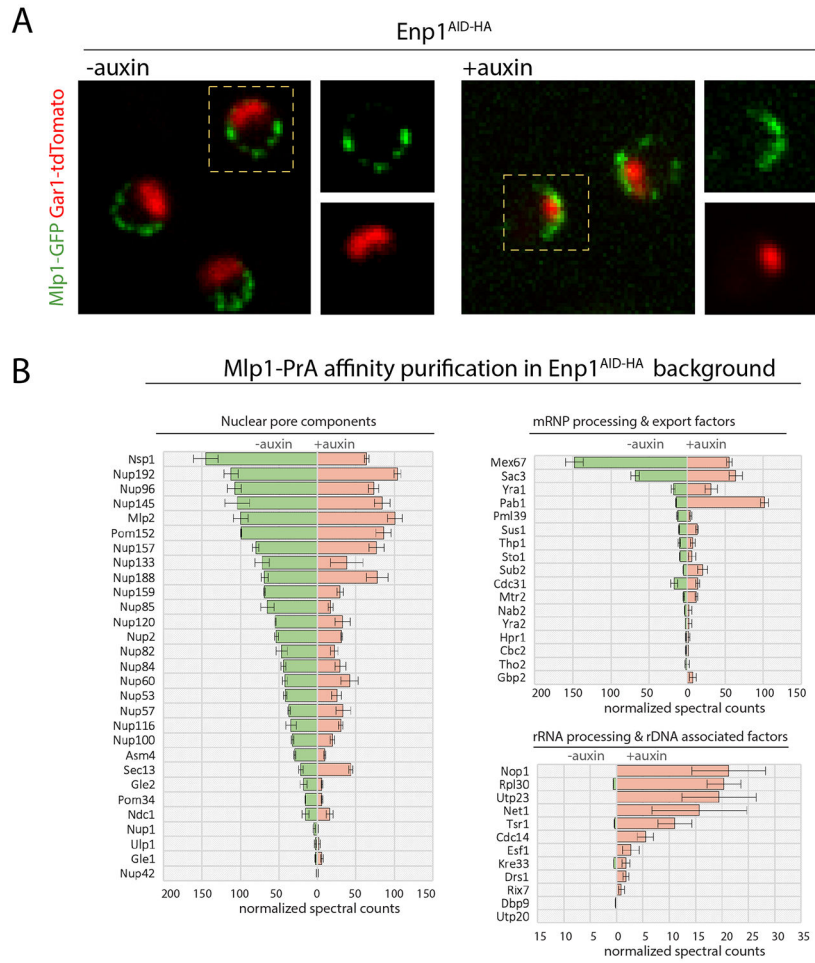 A
Enp1AID-HA
-auxin
+auxin
Mlp1-GFP Gar1-tdTomato
B
Mlp1-PrA affinity purification in Enp1AID-HA background
Nuclear pore components
-auxin +auxin
Nsp1
Nup192
Nup96
Nup145
Mlp2
Pom152
Nup157
Nup133
Nup188
Nup159
Nup85
Nup120
Nup2
Nup82
Nup84
Nup60
Nup53
Nup57
Nup116
Nup100
Asm4
Sec13
Gle2
Pom34
Ndc1
Nup1
Ulp1
Gle1
Nup42
200 150 100 50 0 50 100 150
normalized spectral counts
mRNP processing & export factors
-auxin +auxin
Mex67
Sac3
Yra1
Pab1
Pml39
Sus1
Thp1
Sto1
Sub2
Cdc31
Mtr2
Nab2
Yra2
Hpr1
Cbc2
Tho2
Gbp2
200 150 100 50 0 50 100 150
normalized spectral counts
rRNA processing & rDNA associated factors
-auxin +auxin
Nop1
Rpl30
Utp23
Net1
Tsr1
Cdc14
Esf1
Kre33
Drs1
Rix7
Dbp9
Utp20
15 10 5 0 5 10 15 20 25 30 35
normalized spectral counts